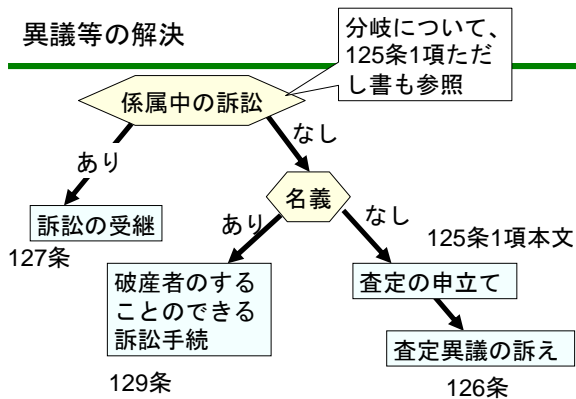 異議等の解決
分岐について、
125条1項ただ
し書も参照
係属中の訴訟
あり
なし
訴訟の受継
127条
名義
あり
なし
125条1項本文
破産者のする
ことのできる
訴訟手続
129条
査定の申立て
査定異議の訴え
126条